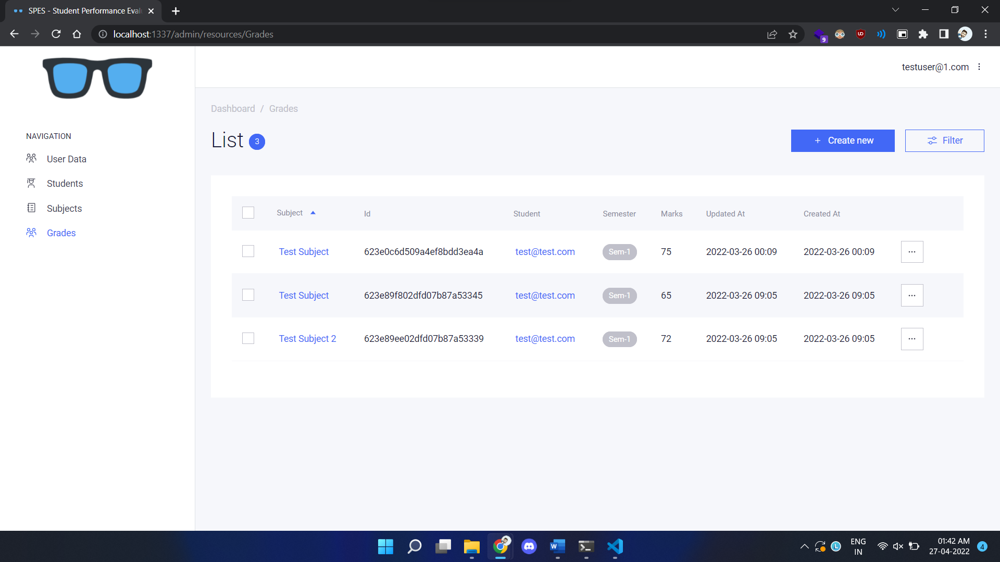 SPES - Student Performance Eval
localhost:1337/admin/resources/Grades
9
testuser@1.com
Dashboard / Grades
NAVIGATION
User Data
Students
Subjects
Grades
List 3
+ Create new
Filter
Subject Id Student Semester Marks Updated At Created At
Test Subject 623e0c6d509a4ef8bdd3ea4a test@test.com Sem-1 75 2022-03-26 00:09 2022-03-26 00:09
Test Subject 623e89f802dfd07b87a53345 test@test.com Sem-1 65 2022-03-26 09:05 2022-03-26 09:05
Test Subject 2 623e89ee02dfd07b87a53339 test@test.com Sem-1 72 2022-03-26 09:05 2022-03-26 09:05
ENG
IN
01:42 AM
27-04-2022
4